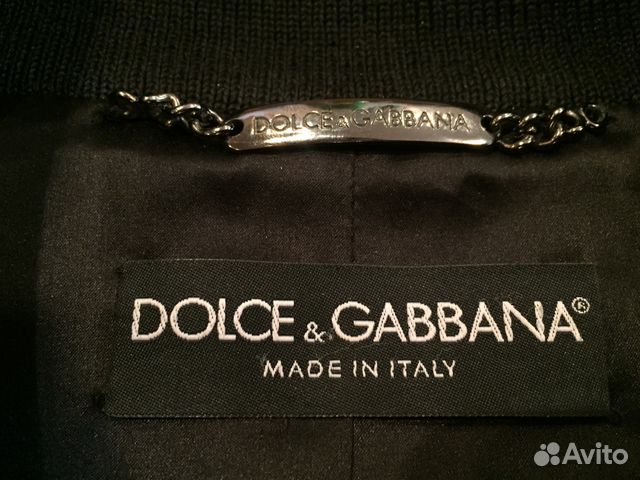 DOLCE&GABBANA
DOLCE & GABBANA®
MADE IN ITALY
Avito